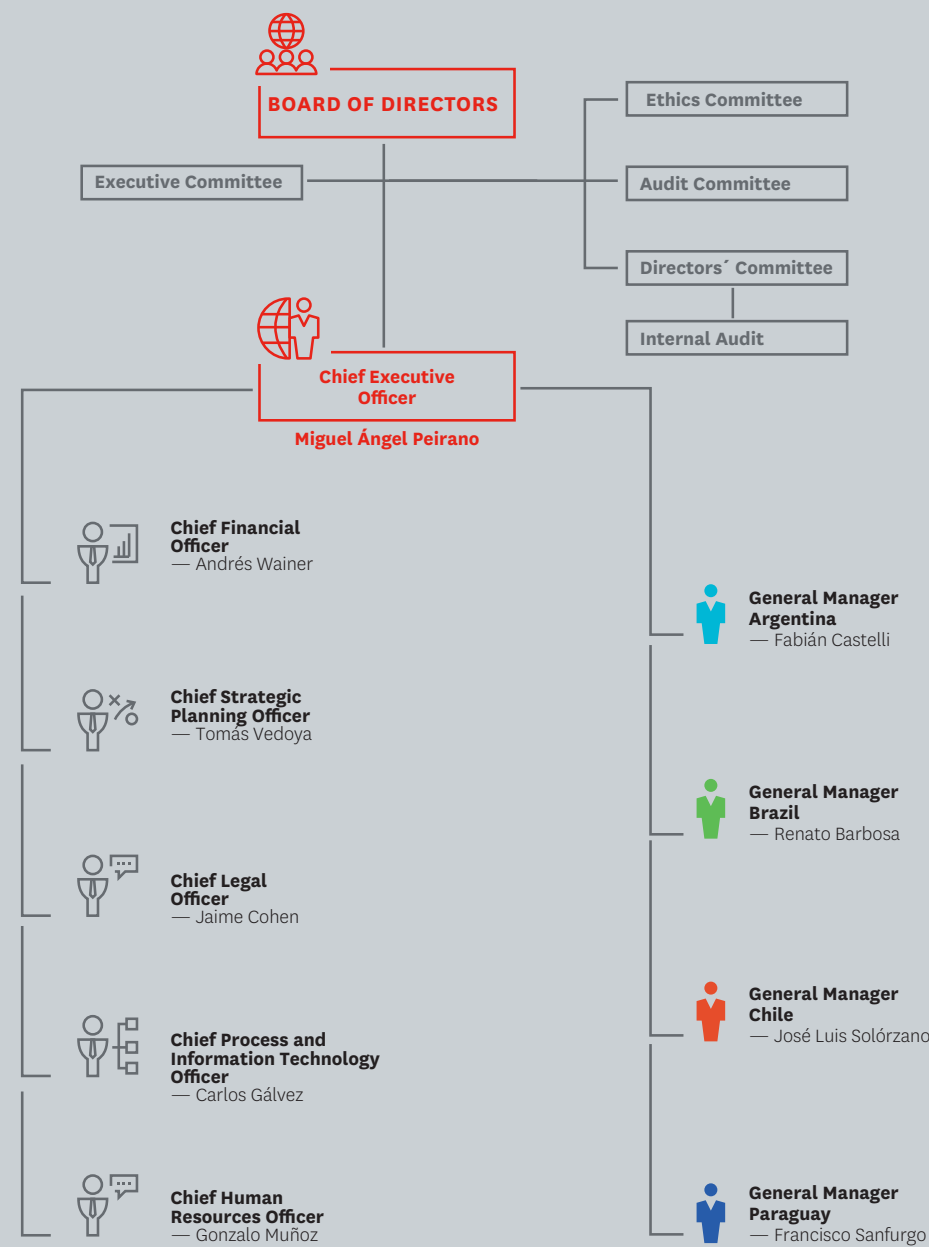 BOARD OF DIRECTORS
Ethics Committee
Executive Committee
Audit Committee
Directors´ Committee
Internal Audit
Chief Executive
Officer
Miguel Ángel Peirano
Chief Financial
Officer
— Andrés Wainer
Chief Strategic
Planning Officer
— Tomás Vedoya
Chief Legal
Officer
— Jaime Cohen
Chief Process and
Information Technology
Officer
— Carlos Gálvez
Chief Human
Resources Officer
— Gonzalo Muñoz
General Manager
Argentina
— Fabián Castelli
General Manager
Brazil
— Renato Barbosa
General Manager
Chile
— José Luis Solórzano
General Manager
Paraguay
— Francisco Sanfurgo